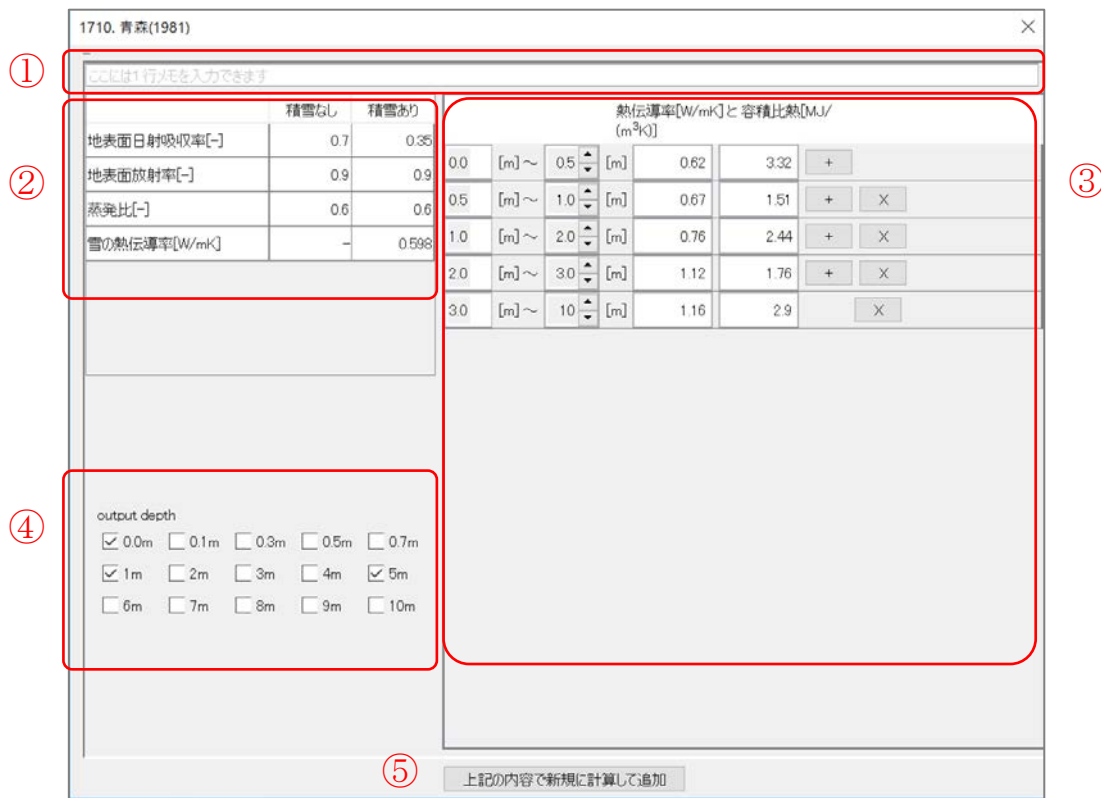 1710. 青森(1981)
①
ここには1行メモを入力できます
②
積雪なし 積雪あり
地表面日射吸収率[-] 0.7 0.35
地表面放射率[-] 0.9 0.9
蒸発比[-] 0.6 0.6
雪の熱伝導率[W/mK] - 0.598
③
熱伝導率[W/mK]と容積比熱[MJ/
(m³K)]
0.0 [m]～ 0.5 [m] 0.62 3.32 +
0.5 [m]～ 1.0 [m] 0.67 1.51 + X
1.0 [m]～ 2.0 [m] 0.76 2.44 + X
2.0 [m]～ 3.0 [m] 1.12 1.76 + X
3.0 [m]～ 10 [m] 1.16 2.9 X
④
output depth
0.0m 0.1m 0.3m 0.5m 0.7m
1m 2m 3m 4m 5m
6m 7m 8m 9m 10m
⑤
上記の内容で新規に計算して追加